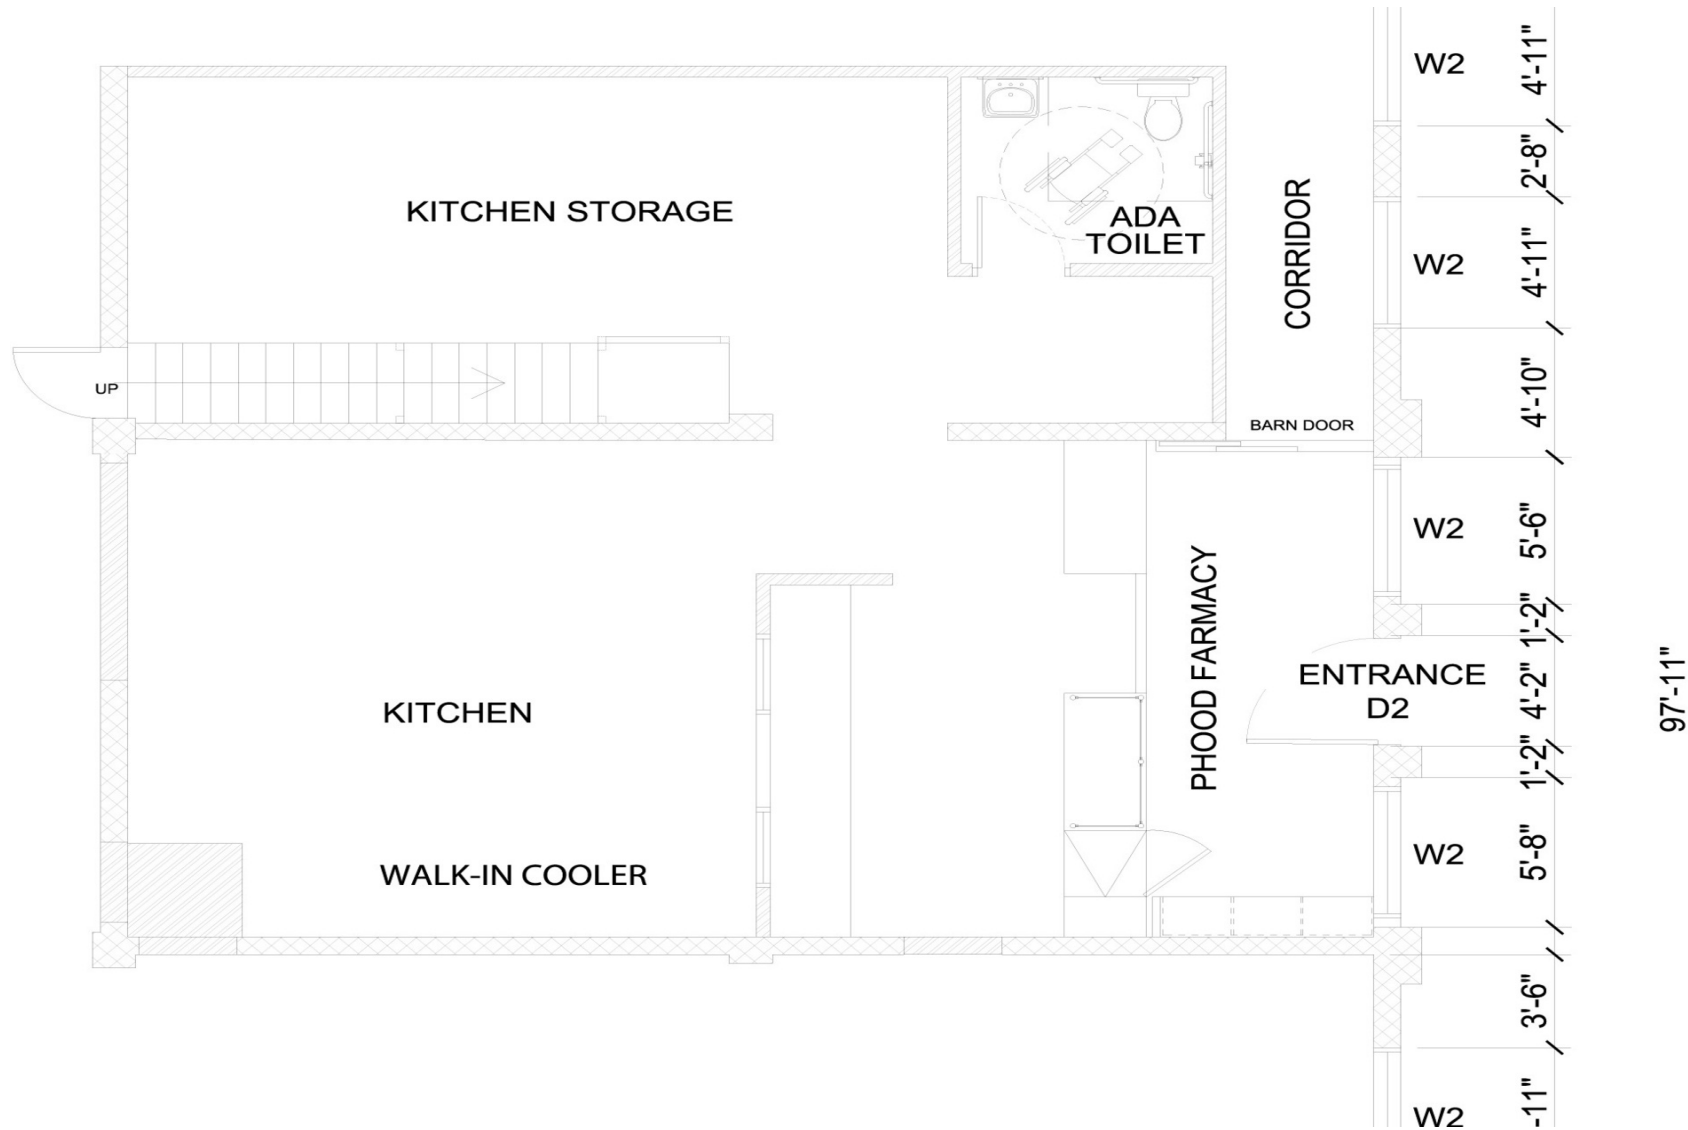 W2
4'-11"
2'-8"
KITCHEN STORAGE
ADA
TOILET
CORRIDOR
W2
4'-11"
UP
4'-10"
BARN DOOR
W2
5'-6"
1'-2"
PHOOD FARMACY
ENTRANCE
D2
4'-2"
97'-11"
KITCHEN
1'-2"
WALK-IN COOLER
W2
5'-8"
3'-6"
W2
-11"